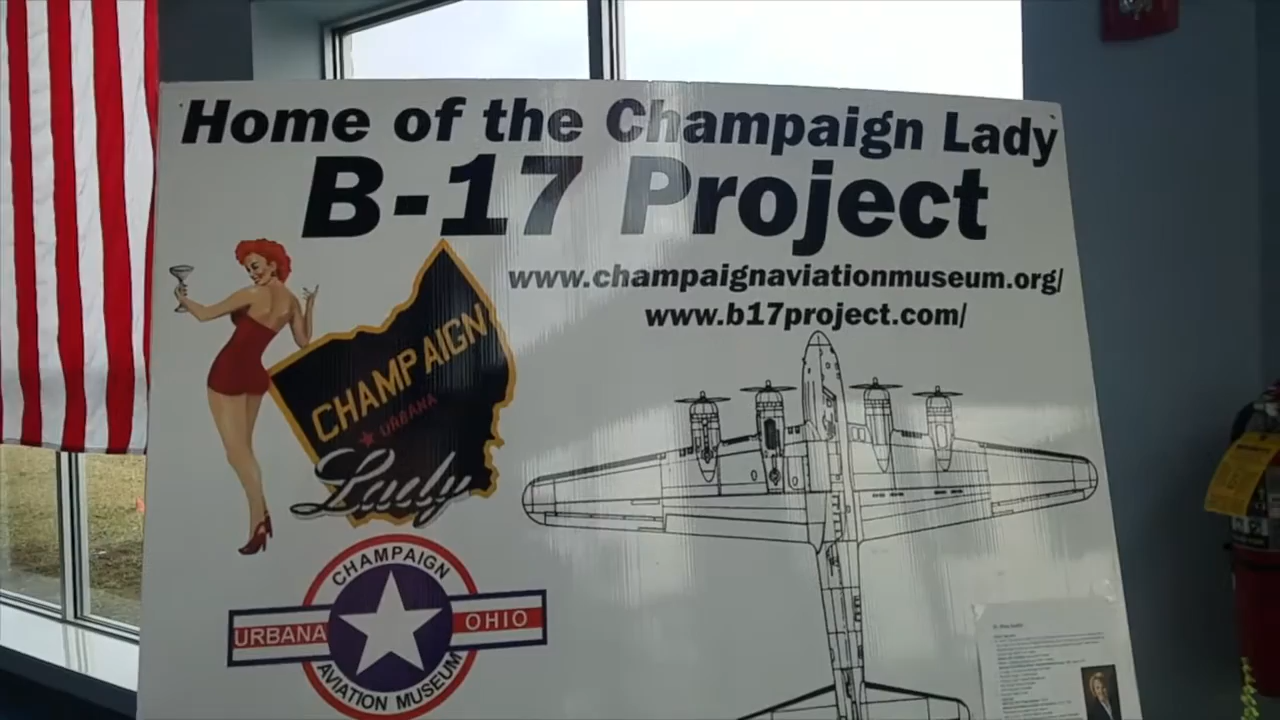 Home of the Champaign Lady
B-17 Project
www.champaignaviationmuseum.org/
www.b17project.com/
CHAMPAIGN
URBANA
Lady
CHAMPAIGN
URBANA
OHIO
AVIATION MUSEUM